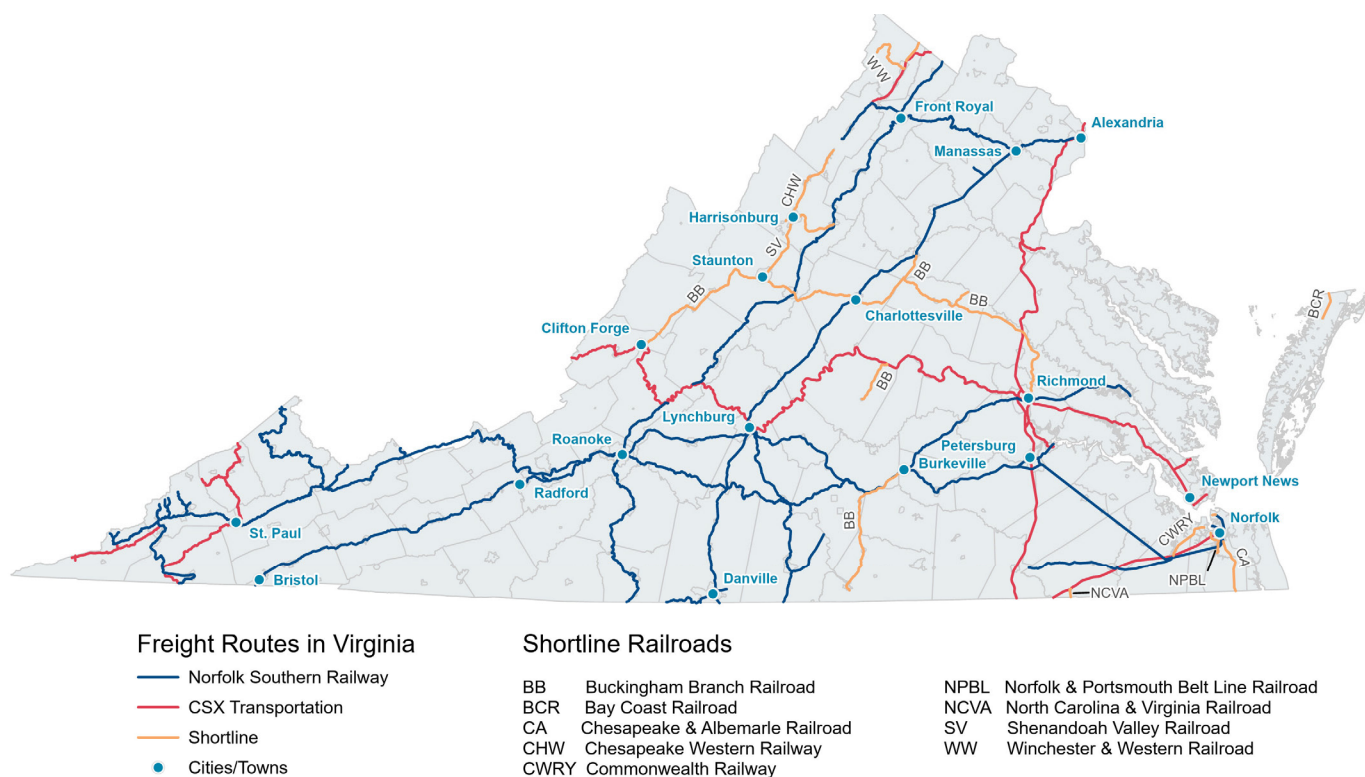 WW
Front Royal
Alexandria
Manassas
CHW
Harrisonburg
SV
Staunton
BB
BB
BB
BCR
Charlottesville
Clifton Forge
BB
Richmond
Lynchburg
Roanoke
Petersburg
Burkeville
Radford
Newport News
St. Paul
BB
CWRY
Norfolk
CA
Bristol
Danville
NPBL
NCVA
Freight Routes in Virginia
Norfolk Southern Railway
CSX Transportation
Shortline
Cities/Towns
Shortline Railroads
BB Buckingham Branch Railroad
BCR Bay Coast Railroad
CA Chesapeake & Albemarle Railroad
CHW Chesapeake Western Railway
CWRY Commonwealth Railway
NPBL Norfolk & Portsmouth Belt Line Railroad
NCVA North Carolina & Virginia Railroad
SV Shenandoah Valley Railroad
WW Winchester & Western Railroad